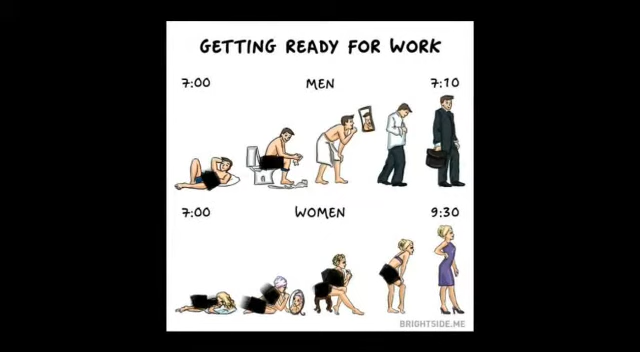 GETTING READY FOR WORK
7:00 MEN 7:10
7:00 WOMEN 9:30
BRIGHTSIDE.ME